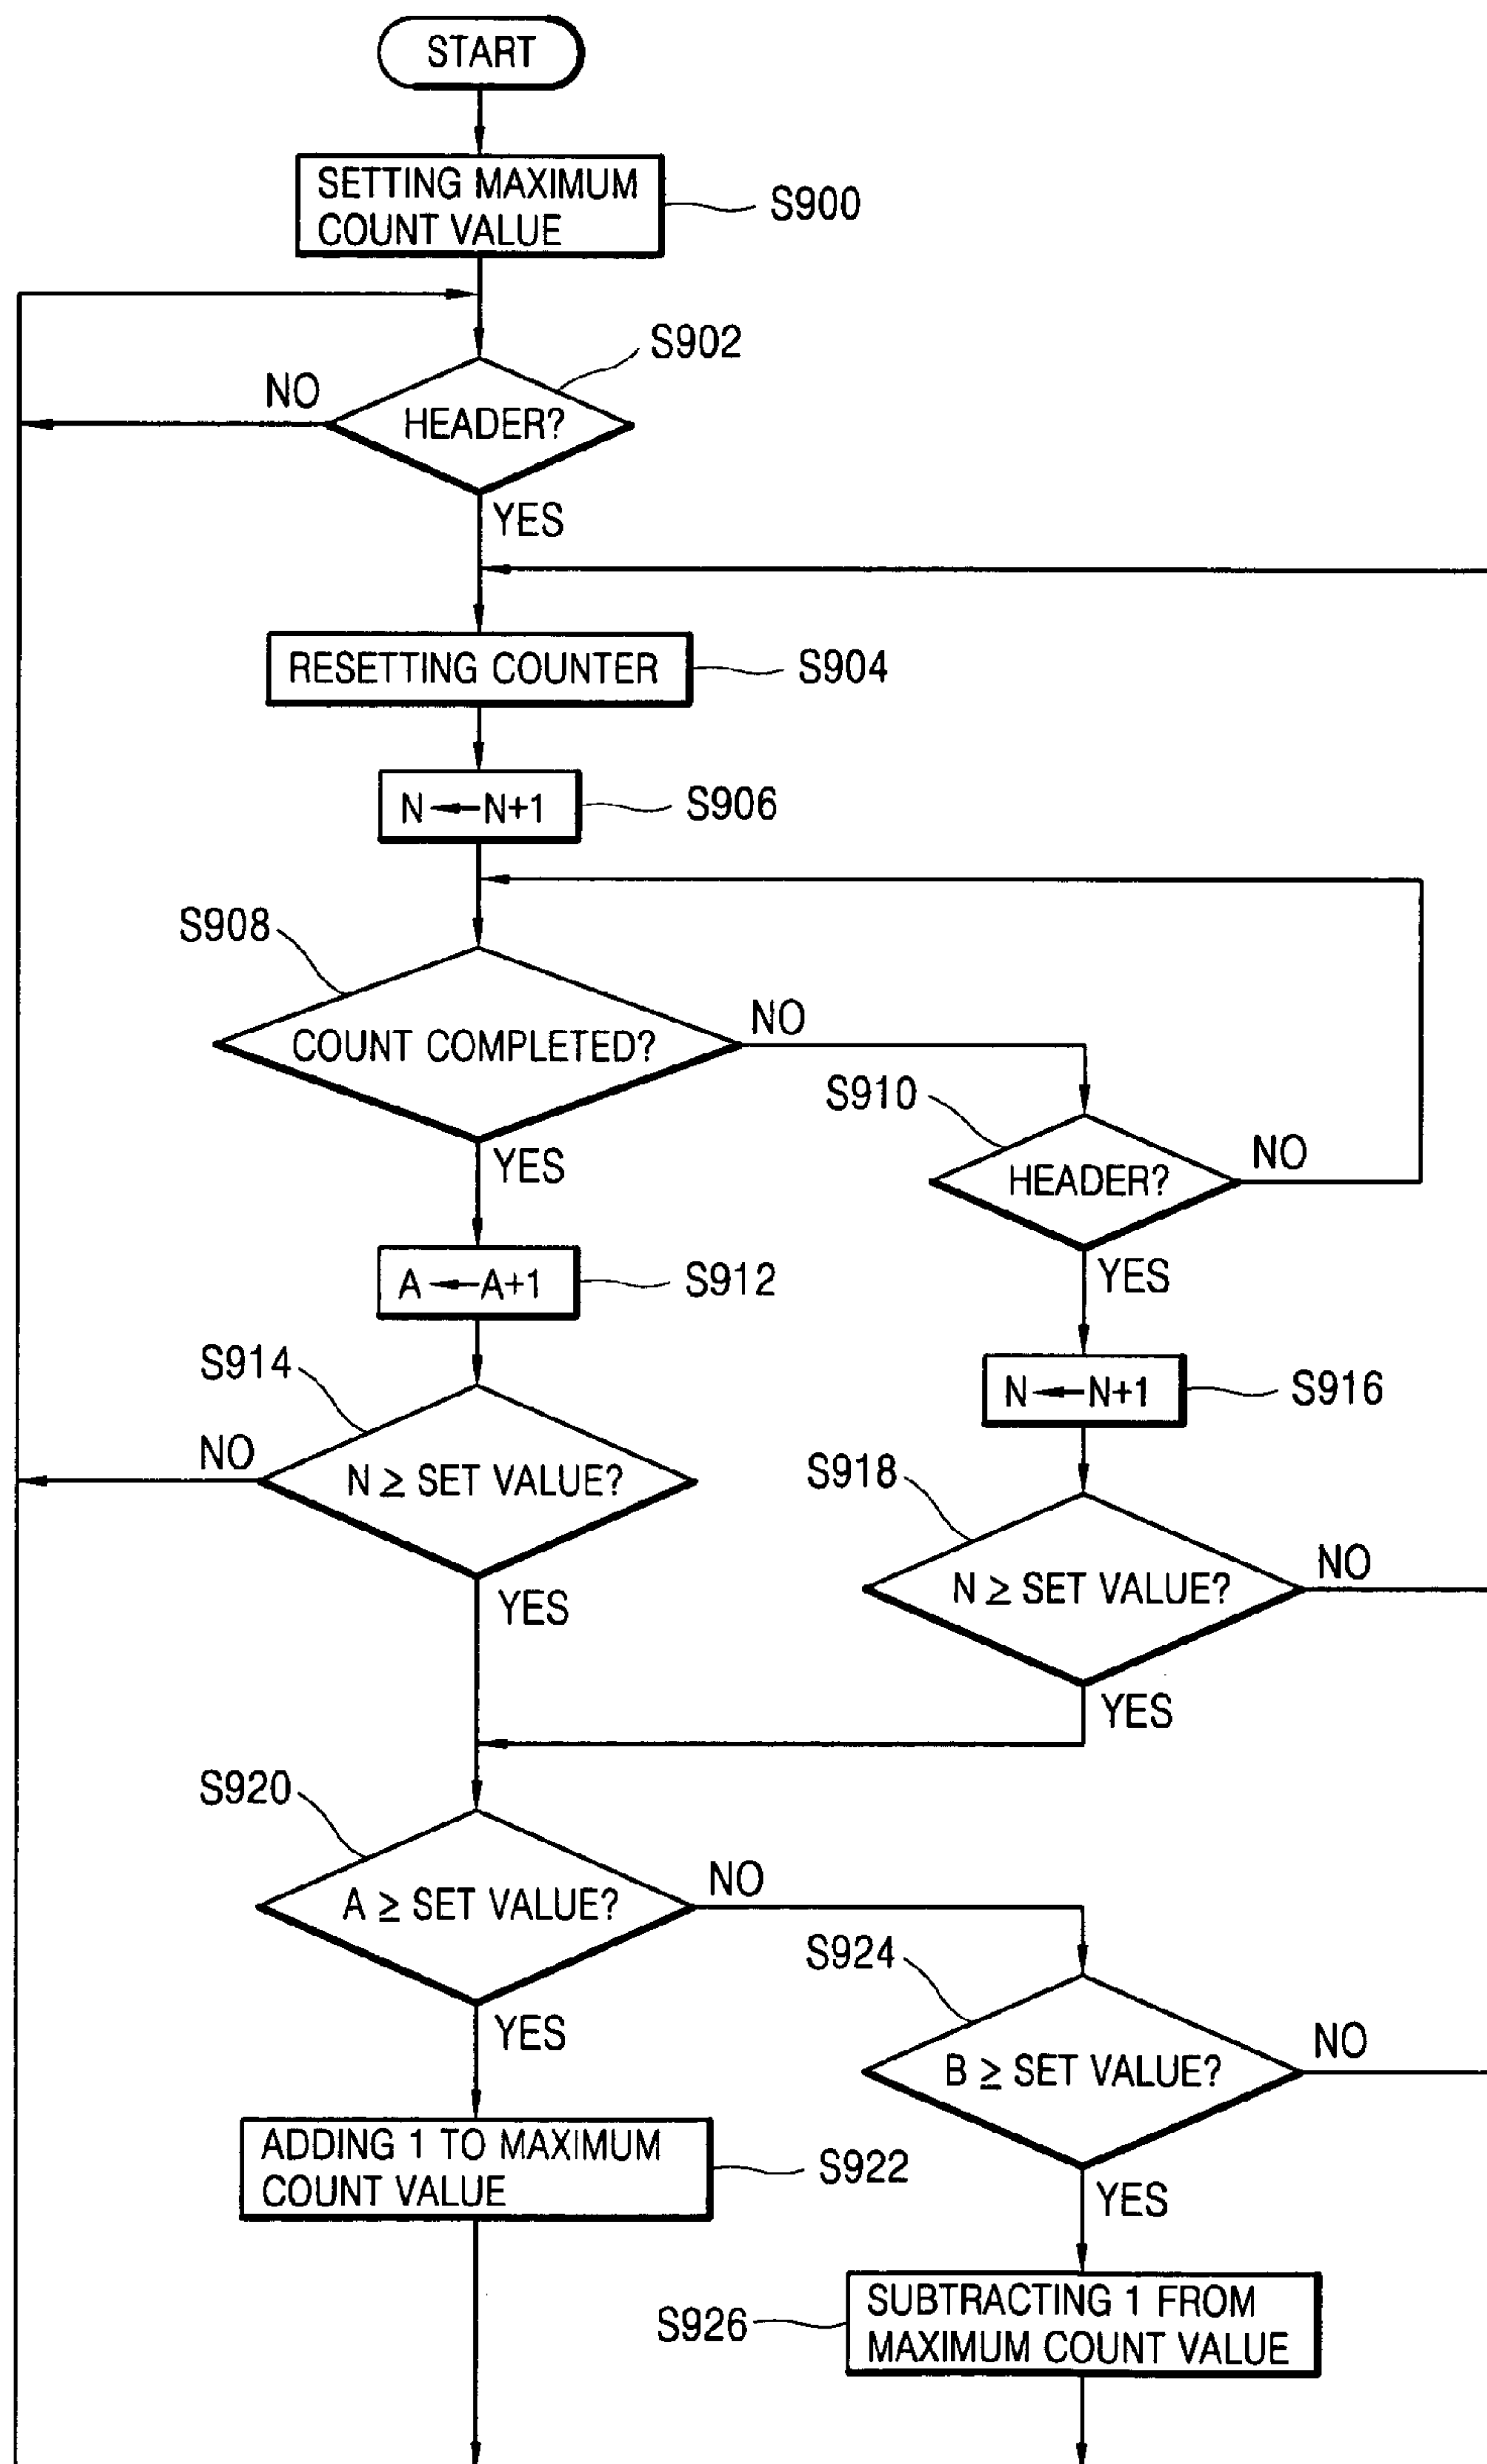 START
SETTING MAXIMUM
COUNT VALUE
S900
S902
NO
HEADER?
YES
RESETTING COUNTER
S904
N←N+1
S906
S908
COUNT COMPLETED?
NO
S910
HEADER?
NO
YES
YES
A←A+1
S912
N←N+1
S916
S914
NO
N ≥ SET VALUE?
YES
S918
N ≥ SET VALUE?
NO
YES
S920
A ≥ SET VALUE?
NO
YES
S924
B ≥ SET VALUE?
NO
YES
ADDING 1 TO MAXIMUM
COUNT VALUE
S922
SUBTRACTING 1 FROM
MAXIMUM COUNT VALUE
S926